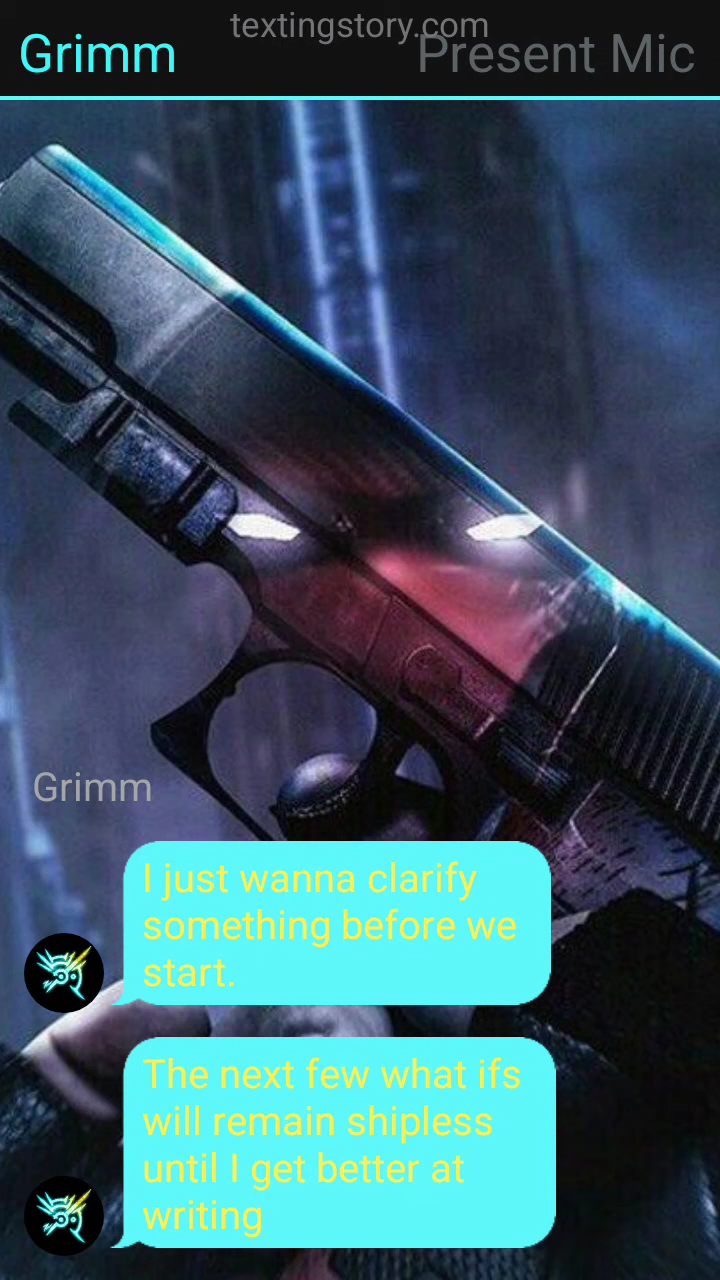 textingstory.com
Grimm
Present Mic
Grimm
I just wanna clarify
something before we
start.
The next few what ifs
will remain shipless
until I get better at
writing